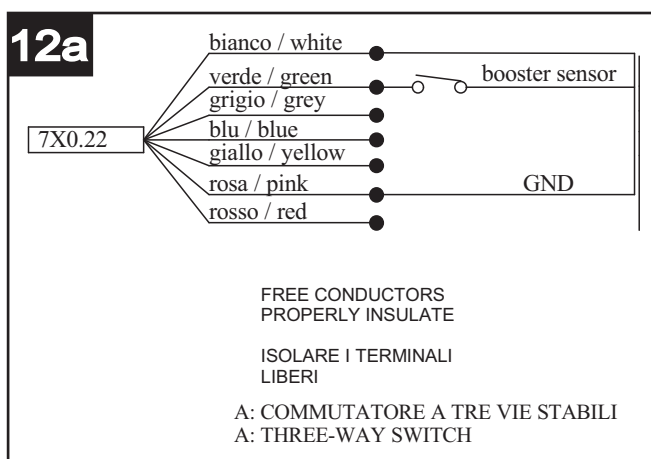 12a
bianco / white
verde / green
booster sensor
grigio / grey
7X0.22
blu / blue
giallo / yellow
rosa / pink
GND
rosso / red
FREE CONDUCTORS
PROPERLY INSULATE
ISOLARE I TERMINALI
LIBERI
A: COMMUTATORE A TRE VIE STABILI
A: THREE-WAY SWITCH